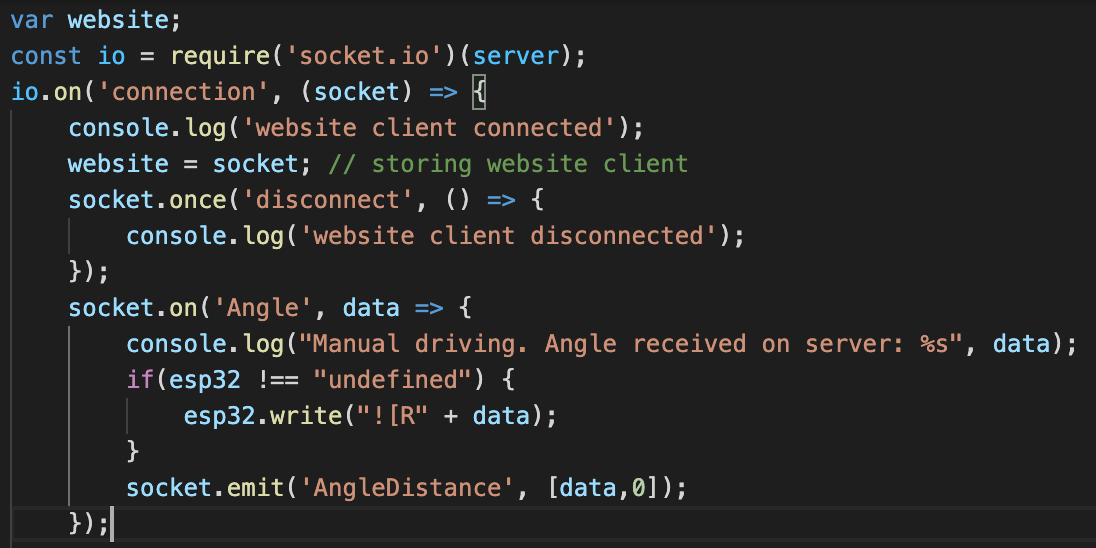 var website;
const io = require('socket.io')(server);
io.on('connection', (socket) => {
    console.log('website client connected');
    website = socket; // storing website client
    socket.once('disconnect', () => {
        console.log('website client disconnected');
    });
    socket.on('Angle', data => {
        console.log("Manual driving. Angle received on server: %s", data);
        if(esp32 !== "undefined") {
            esp32.write("![R" + data);
        }
        socket.emit('AngleDistance', [data,0]);
    });